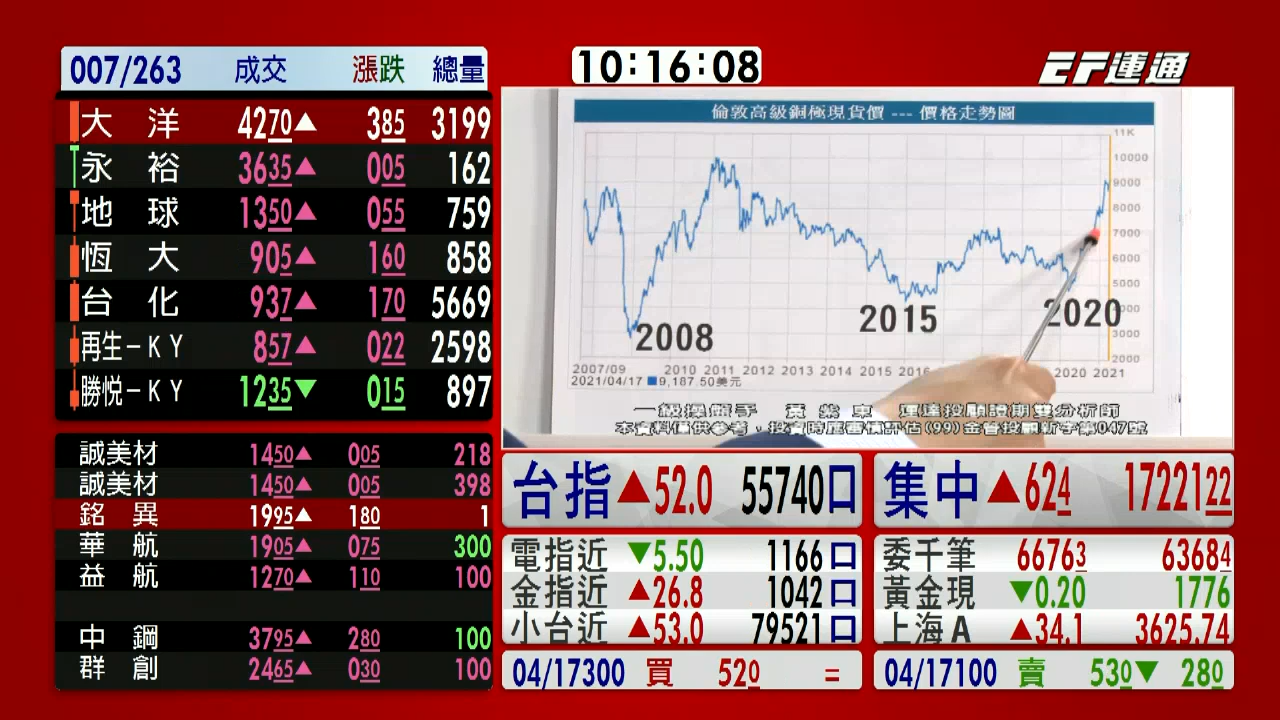 007/263 成交 漲跌 總量
大洋 4270▲ 385 3199
永裕 3635▲ 005 162
地球 1350▲ 055 759
恆大 905▲ 160 858
台化 937▲ 170 5669
再生-KY 857▲ 022 2598
勝悅-KY 1235▼ 015 897
誠美材 1450▲ 005 218
誠美材 1450▲ 005 398
銘異 1995▲ 180 1
華航 1905▲ 075 300
益航 1270▲ 110 100
中鋼 3795▲ 280 100
群創 2465▲ 030 100
10:16:08
EF運通
倫敦高級銅極現貨價 --- 價格走勢圖
11K
10000
9000
8000
7000
6000
5000
4000
3000
2000
2008
2015
2020
2007/09 2010 2011 2012 2013 2014 2015 2016 2020 2021
2021/04/17 ■9,187.50美元
一級操盤手 黃紫東 運達投顧證期雙分析師
本資料僅供參考，投資時應審慎評估(99)金管投顧新字第047號
台指▲52.0 55740口
電指近 ▼5.50 1166口
金指近 ▲26.8 1042口
小台近 ▲53.0 79521口
04/17300 買 520 =
集中▲624 1722122
委千筆 66763 63684
黃金現 ▼0.20 1776
上海A ▲34.1 3625.74
04/17100 賣 530▼ 280